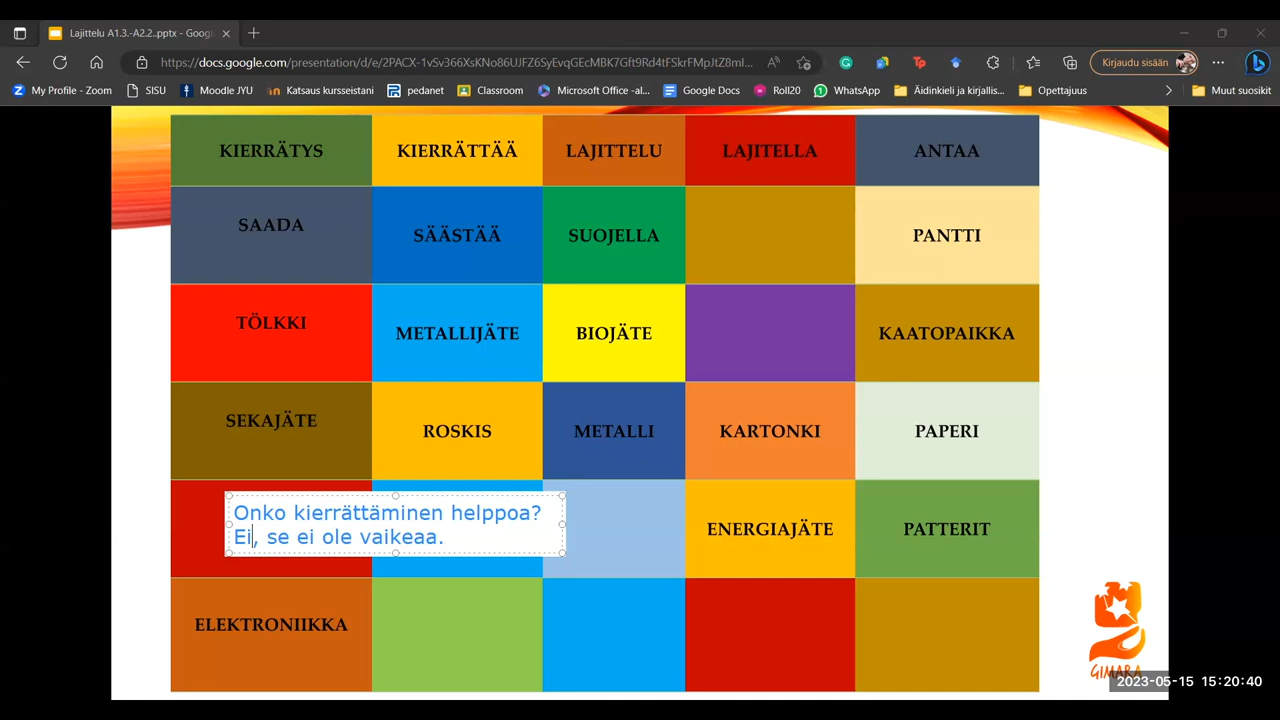 Lajittelu A1.3.-A2.2..pptx - Goog
https://docs.google.com/presentation/d/e/2PACX-1vSv366XsKNo86UJFZ6SyEvqGEcMBK7Gft9Rd4tFSkrFMpJtZ8ml...
Kirjaudu sisään
My Profile - Zoom
SISU
Moodle JYU
Katsaus kursseistani
pedanet
Classroom
Microsoft Office -al...
Google Docs
Roll20
WhatsApp
Äidinkieli ja kirjallis...
Opettajuus
Muut suosikit
KIERRÄTYS KIERRÄTTÄÄ LAJITTELU LAJITELLA ANTAA
SAADA SÄÄSTÄÄ SUOJELLA PANTTI
TÖLKKI METALLIJÄTE BIOJÄTE KAATOPAIKKA
SEKAJÄTE ROSKIS METALLI KARTONKI PAPERI
Onko kierrättäminen helppoa?
Ei, se ei ole vaikeaa.
ENERGIAJÄTE PATTERIT
ELEKTRONIIKKA
GIMARA
2023-05-15 15:20:40